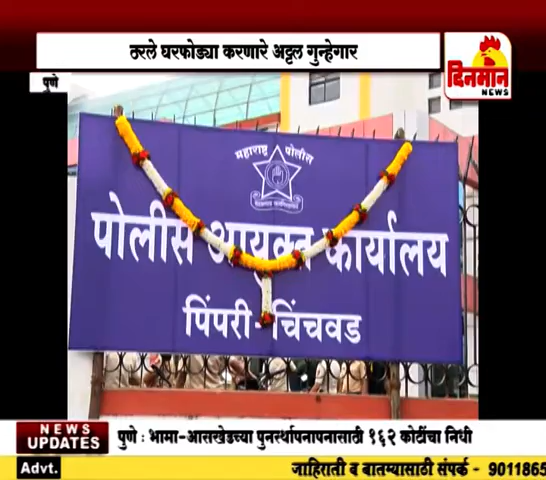 ठरले घरफोड्या करणारे अट्टल गुन्हेगार
दिनमान
NEWS
पुणे
महाराष्ट्र पोलीस
पोलीस आयुक्त कार्यालय
पिंपरी - चिंचवड
NEWS
UPDATES
पुणे : भामा-आसखेडच्या पुनर्स्थापनापनासाठी १६२ कोटींचा निधी
Advt.
जाहिराती व बातम्यासाठी संपर्क - 9011865